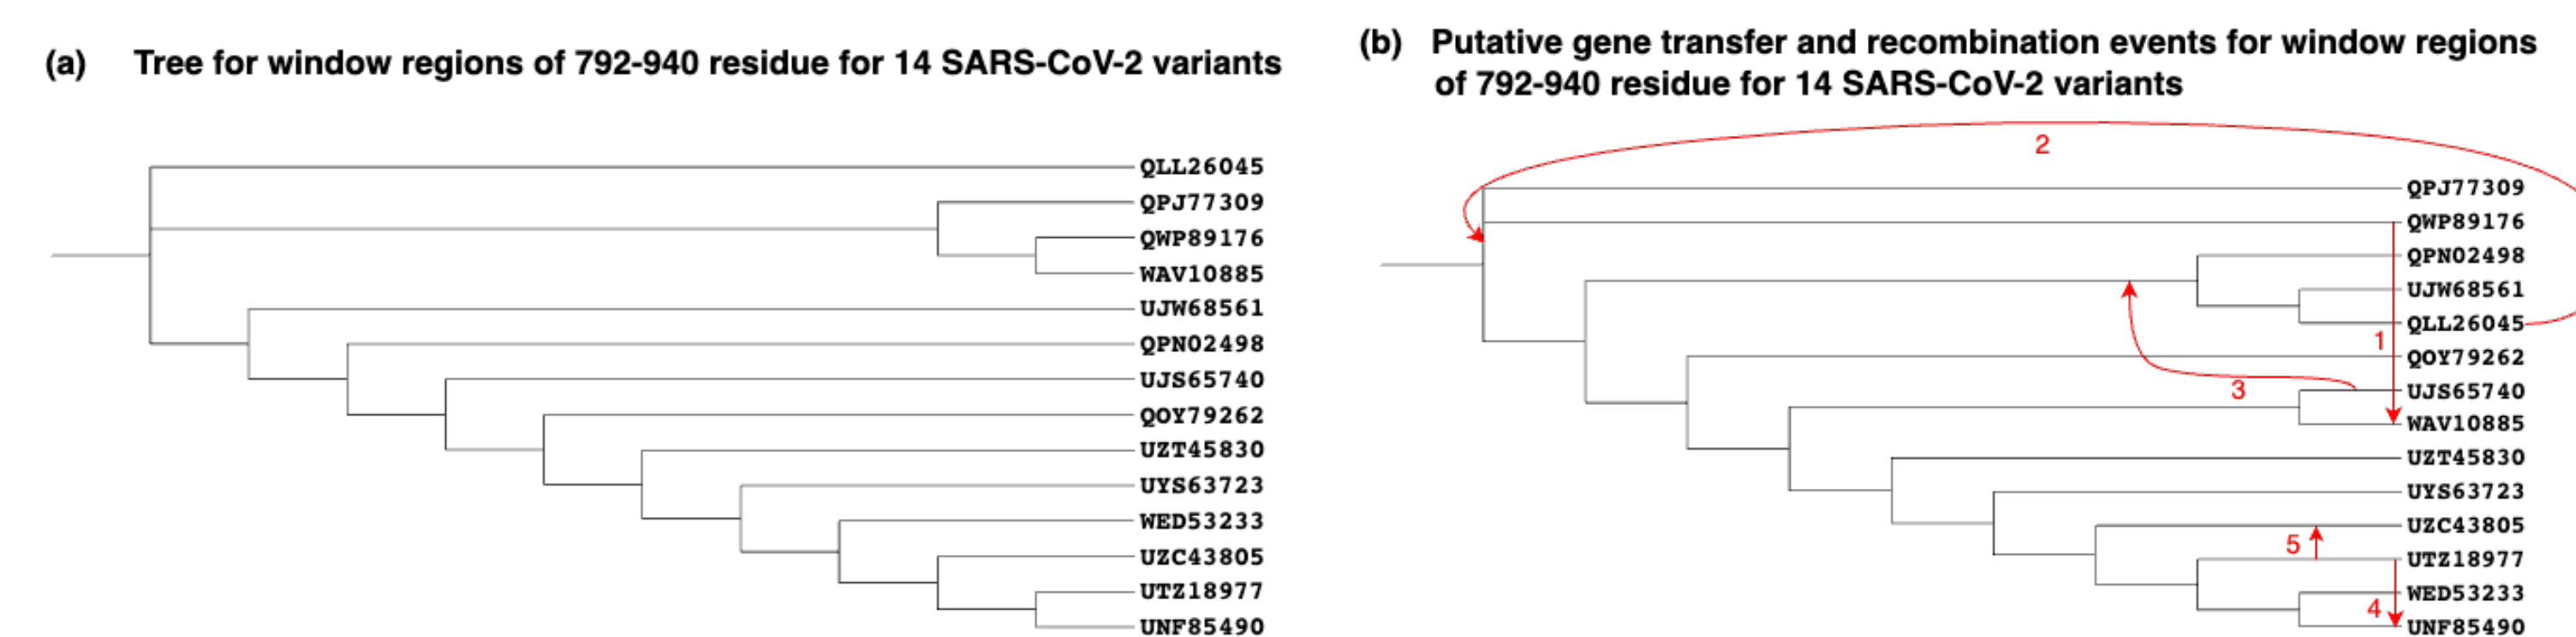 (a) Tree for window regions of 792-940 residue for 14 SARS-CoV-2 variants
QLL26045
QPJ77309
QWP89176
WAV10885
UJW68561
QPN02498
UJS65740
QOY79262
UZT45830
UYS63723
WED53233
UZC43805
UTZ18977
UNF85490
(b) Putative gene transfer and recombination events for window regions
of 792-940 residue for 14 SARS-CoV-2 variants
2
QPJ77309
QWP89176
QPN02498
UJW68561
QLL26045
1
QOY79262
3
UJS65740
WAV10885
UZT45830
UYS63723
UZC43805
5
UTZ18977
WED53233
4
UNF85490